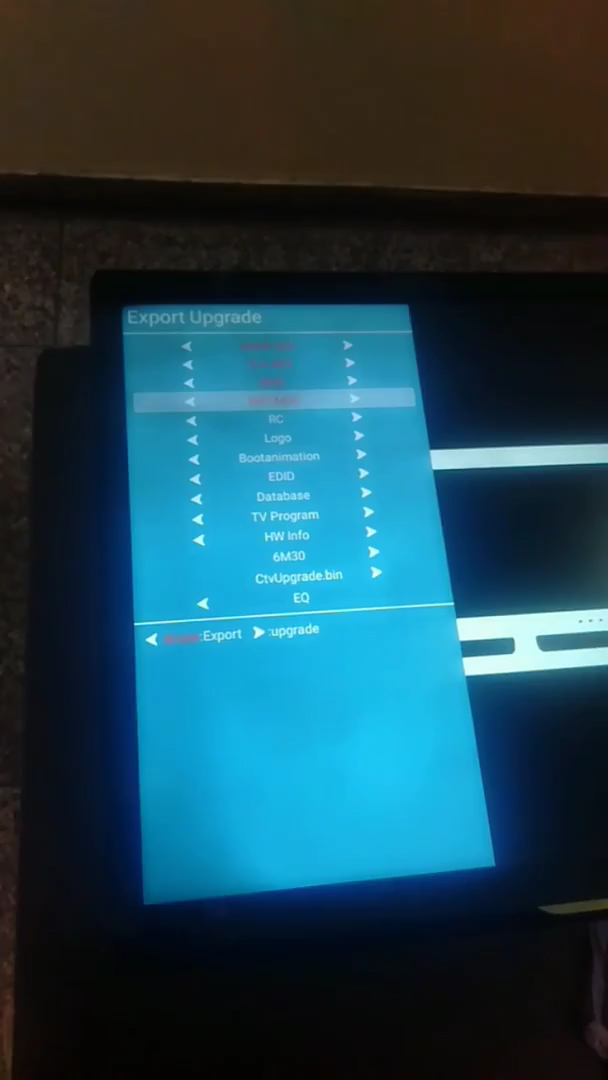 Export Upgrade
RC
Logo
Bootanimation
EDID
Database
TV Program
HW Info
6M30
CtvUpgrade.bin
EQ
:Export :upgrade